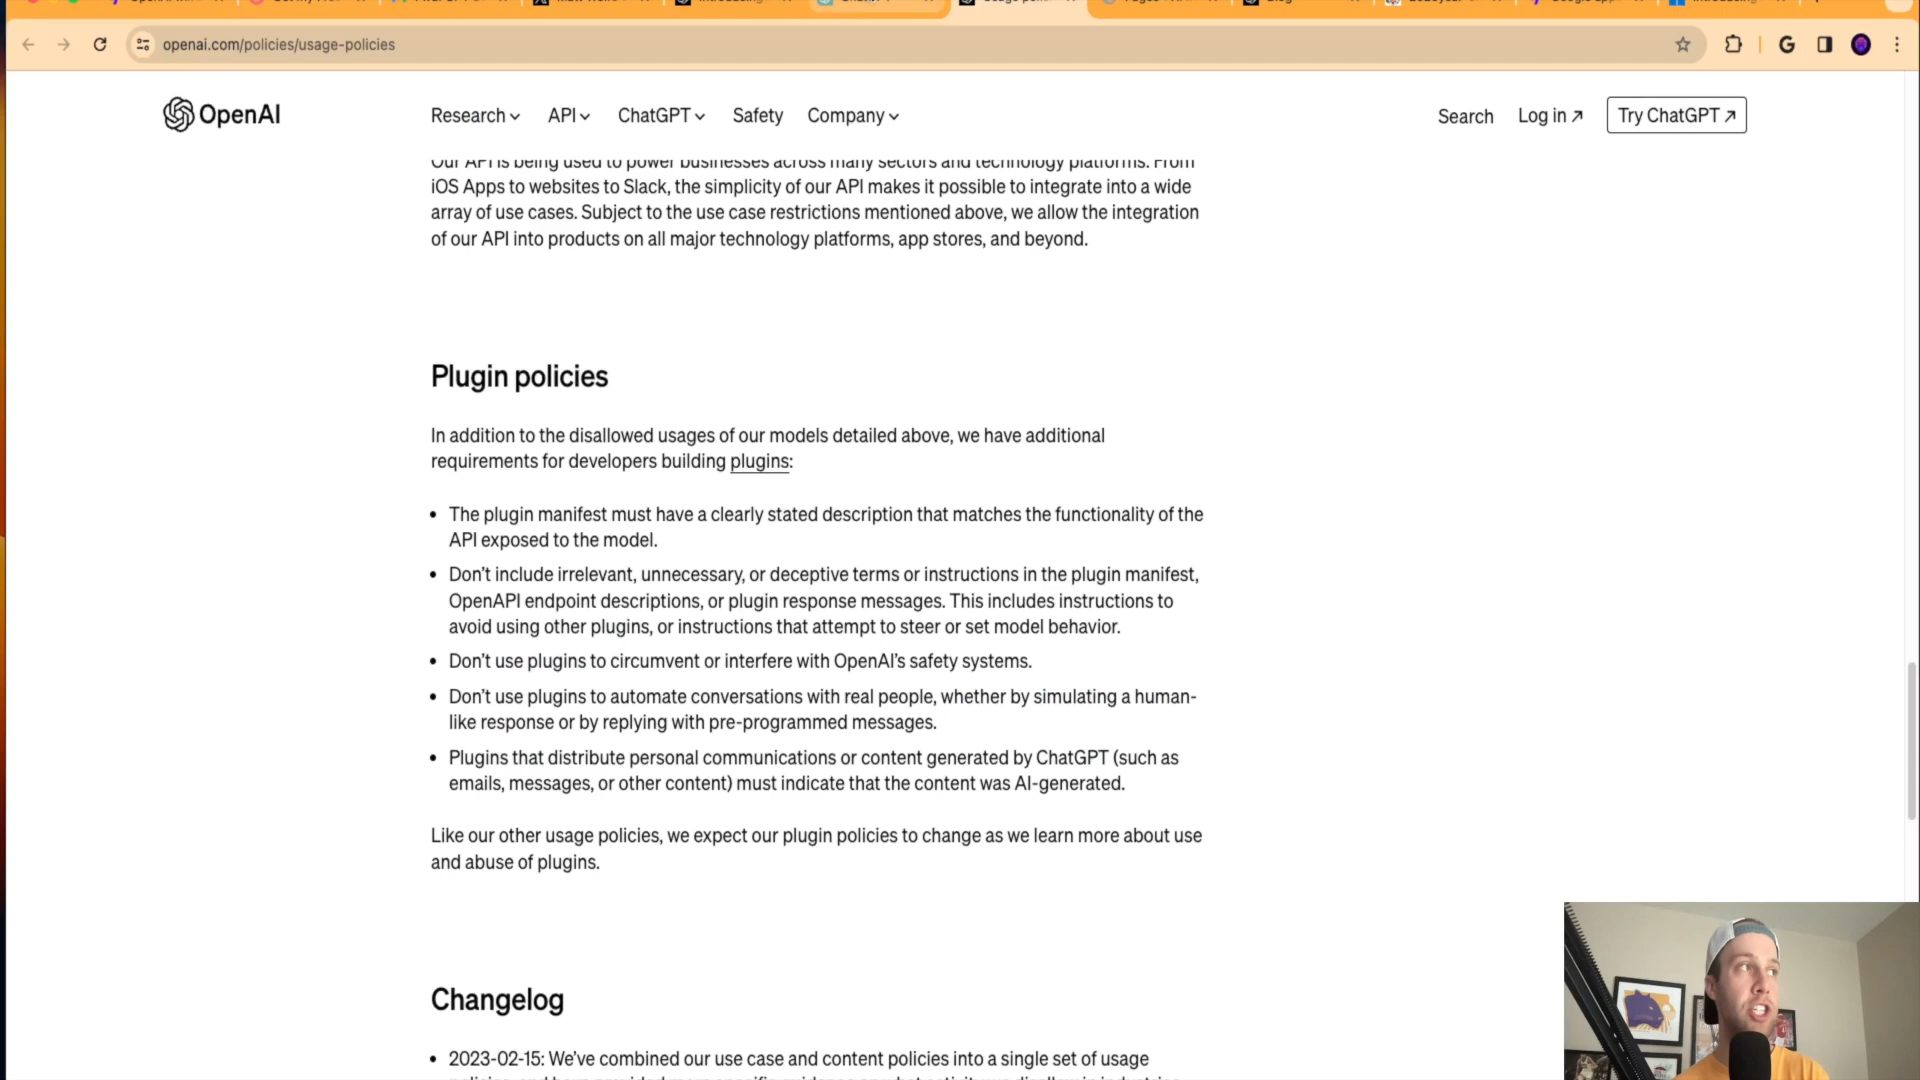 openai.com/policies/usage-policies
OpenAI
Research
API
ChatGPT
Safety
Company
Search
Log in ↗
Try ChatGPT ↗
Our API is being used to power businesses across many sectors and technology platforms. From
iOS Apps to websites to Slack, the simplicity of our API makes it possible to integrate into a wide
array of use cases. Subject to the use case restrictions mentioned above, we allow the integration
of our API into products on all major technology platforms, app stores, and beyond.
Plugin policies
In addition to the disallowed usages of our models detailed above, we have additional
requirements for developers building plugins:
• The plugin manifest must have a clearly stated description that matches the functionality of the
API exposed to the model.
• Don't include irrelevant, unnecessary, or deceptive terms or instructions in the plugin manifest,
OpenAPI endpoint descriptions, or plugin response messages. This includes instructions to
avoid using other plugins, or instructions that attempt to steer or set model behavior.
• Don't use plugins to circumvent or interfere with OpenAI's safety systems.
• Don't use plugins to automate conversations with real people, whether by simulating a human-
like response or by replying with pre-programmed messages.
• Plugins that distribute personal communications or content generated by ChatGPT (such as
emails, messages, or other content) must indicate that the content was AI-generated.
Like our other usage policies, we expect our plugin policies to change as we learn more about use
and abuse of plugins.
Changelog
• 2023-02-15: We've combined our use case and content policies into a single set of usage